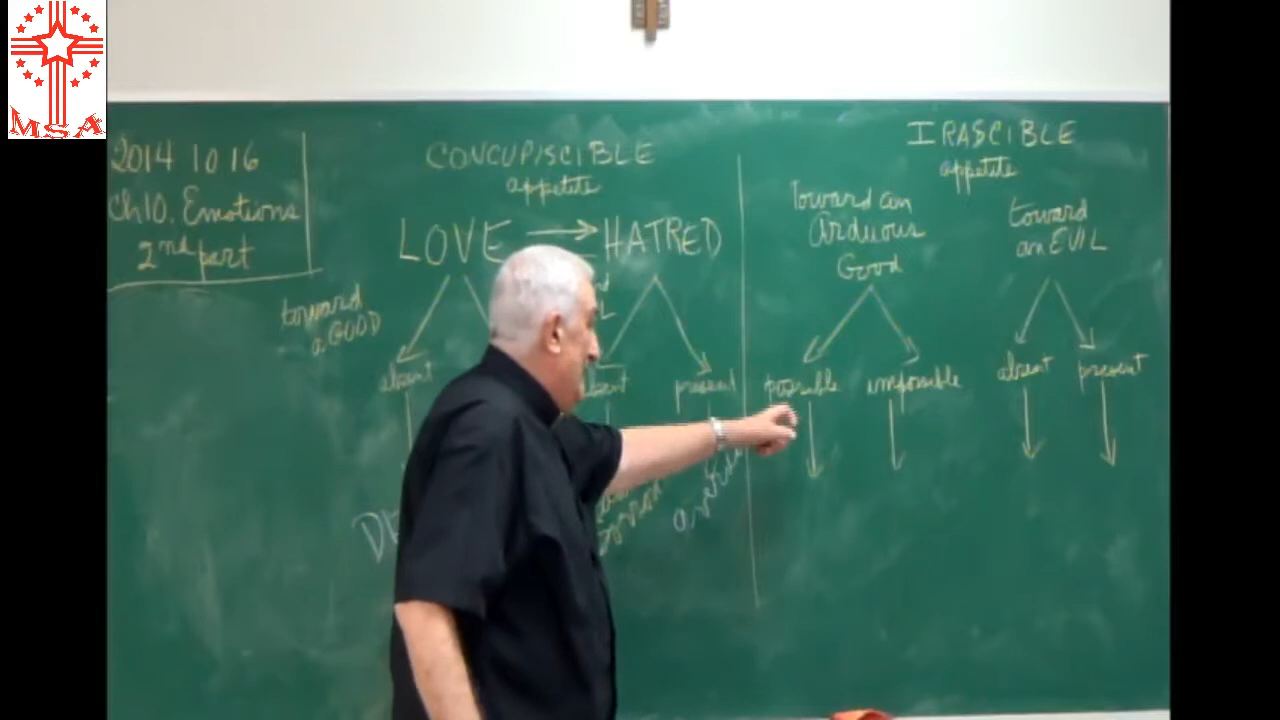 MSA
2014 10 16
Ch10. Emotions
2nd part
CONCUPISCIBLE
appetite
LOVE → HATRED
toward
a GOOD
absent
present
IRASCIBLE
appetite
Toward an
Arduous
Good
possible
impossible
toward
an EVIL
absent
present